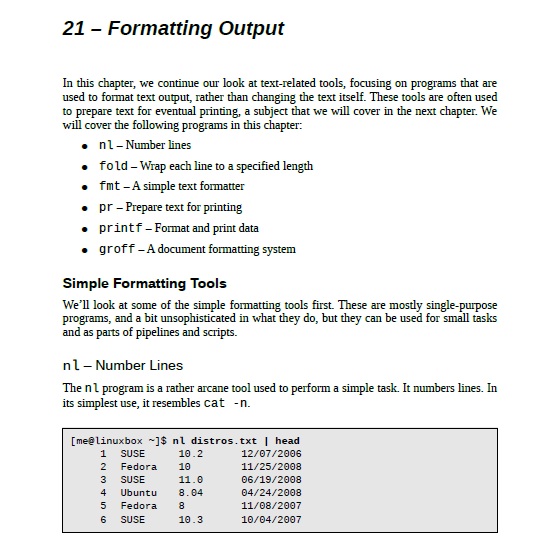 21 – Formatting Output
In this chapter, we continue our look at text-related tools, focusing on programs that are
used to format text output, rather than changing the text itself. These tools are often used
to prepare text for eventual printing, a subject that we will cover in the next chapter. We
will cover the following programs in this chapter:
● nl – Number lines
● fold – Wrap each line to a specified length
● fmt – A simple text formatter
● pr – Prepare text for printing
● printf – Format and print data
● groff – A document formatting system
Simple Formatting Tools
We’ll look at some of the simple formatting tools first. These are mostly single-purpose
programs, and a bit unsophisticated in what they do, but they can be used for small tasks
and as parts of pipelines and scripts.
nl – Number Lines
The nl program is a rather arcane tool used to perform a simple task. It numbers lines. In
its simplest use, it resembles cat -n.
[me@linuxbox ~]$ nl distros.txt | head
1 SUSE 10.2 12/07/2006
2 Fedora 10 11/25/2008
3 SUSE 11.0 06/19/2008
4 Ubuntu 8.04 04/24/2008
5 Fedora 8 11/08/2007
6 SUSE 10.3 10/04/2007